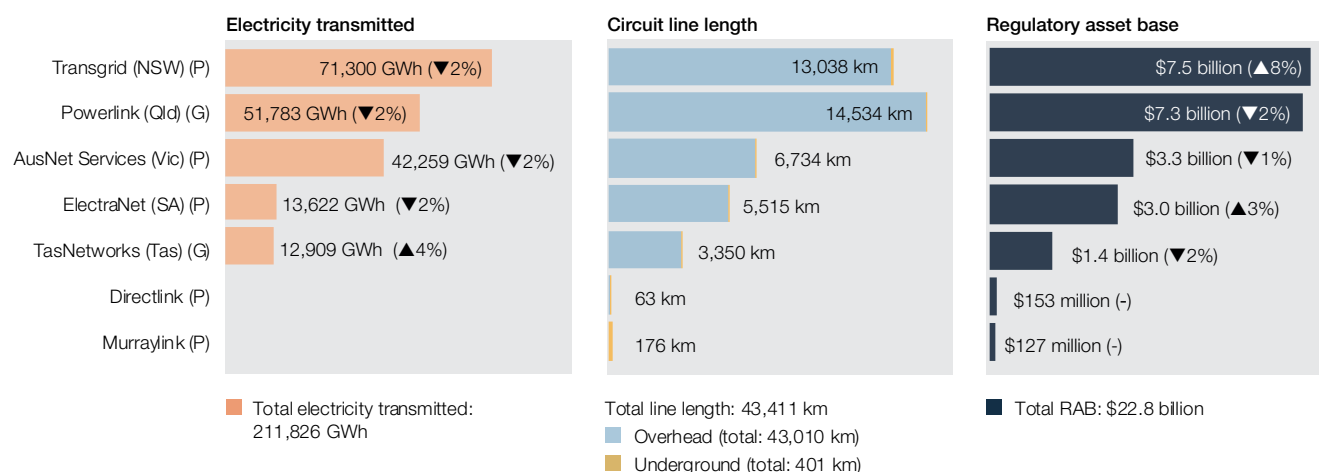 Electricity transmitted
Circuit line length
Regulatory asset base
Transgrid (NSW) (P)
71,300 GWh (▼2%)
13,038 km
$7.5 billion (▲8%)
Powerlink (Qld) (G)
51,783 GWh (▼2%)
14,534 km
$7.3 billion (▼2%)
AusNet Services (Vic) (P)
42,259 GWh (▼2%)
6,734 km
$3.3 billion (▼1%)
ElectraNet (SA) (P)
13,622 GWh (▼2%)
5,515 km
$3.0 billion (▲3%)
TasNetworks (Tas) (G)
12,909 GWh (▲4%)
3,350 km
$1.4 billion (▼2%)
Directlink (P)
63 km
$153 million (-)
Murraylink (P)
176 km
$127 million (-)
Total electricity transmitted:
211,826 GWh
Total line length: 43,411 km
Overhead (total: 43,010 km)
Underground (total: 401 km)
Total RAB: $22.8 billion